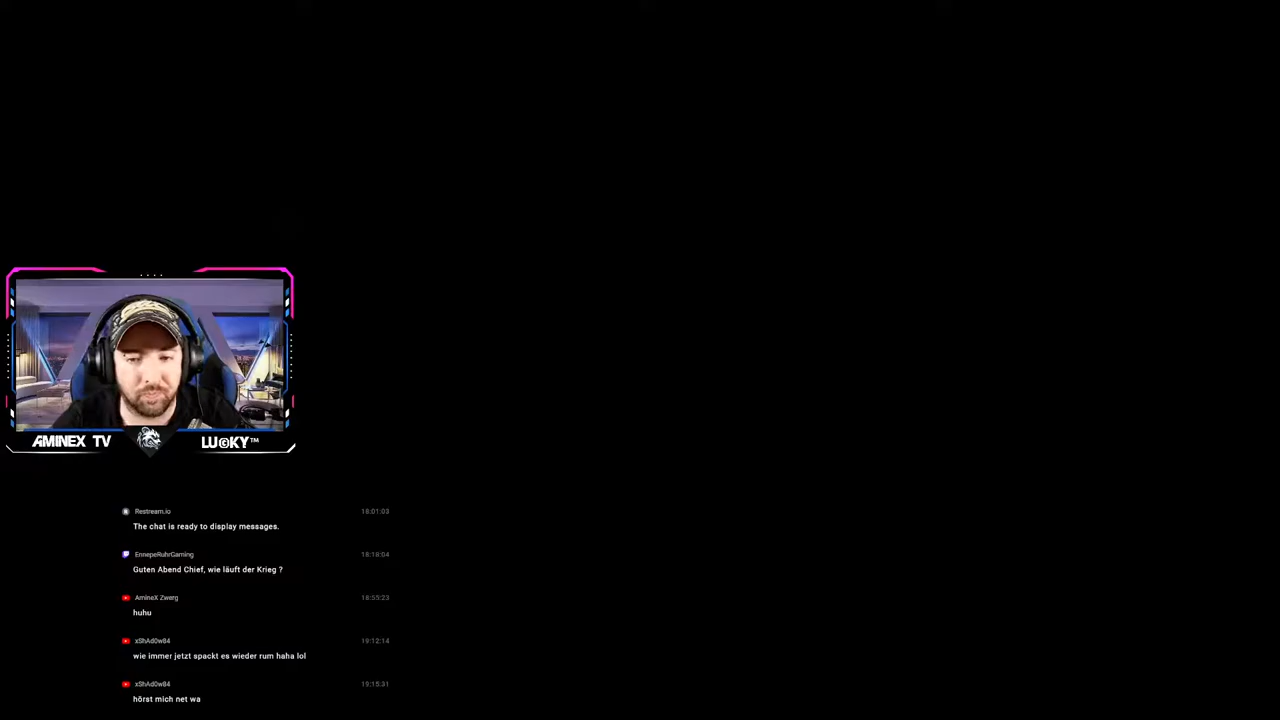 AMINEX TV
LUCKY™
Restream.io 18:01:03
The chat is ready to display messages.
EnnepeRuhrGaming 18:18:04
Guten Abend Chief, wie läuft der Krieg ?
AmineX Zwerg 18:55:23
huhu
xShAd0w84 19:12:14
wie immer jetzt spackt es wieder rum haha lol
xShAd0w84 19:15:31
hörst mich net wa